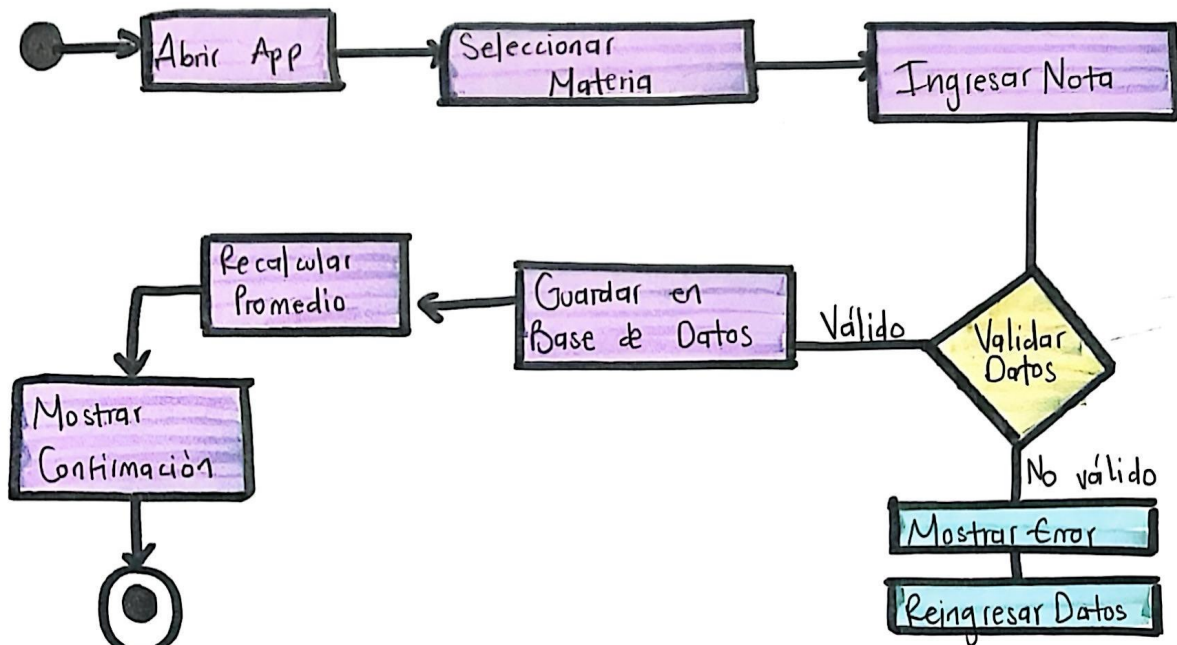 Abrir App
Seleccionar
Materia
Ingresar Nota
Recalcular
Promedio
Guardar en
Base de Datos
Válido
Validar
Datos
Mostrar
Confirmación
No válido
Mostrar Error
Reingresar Datos